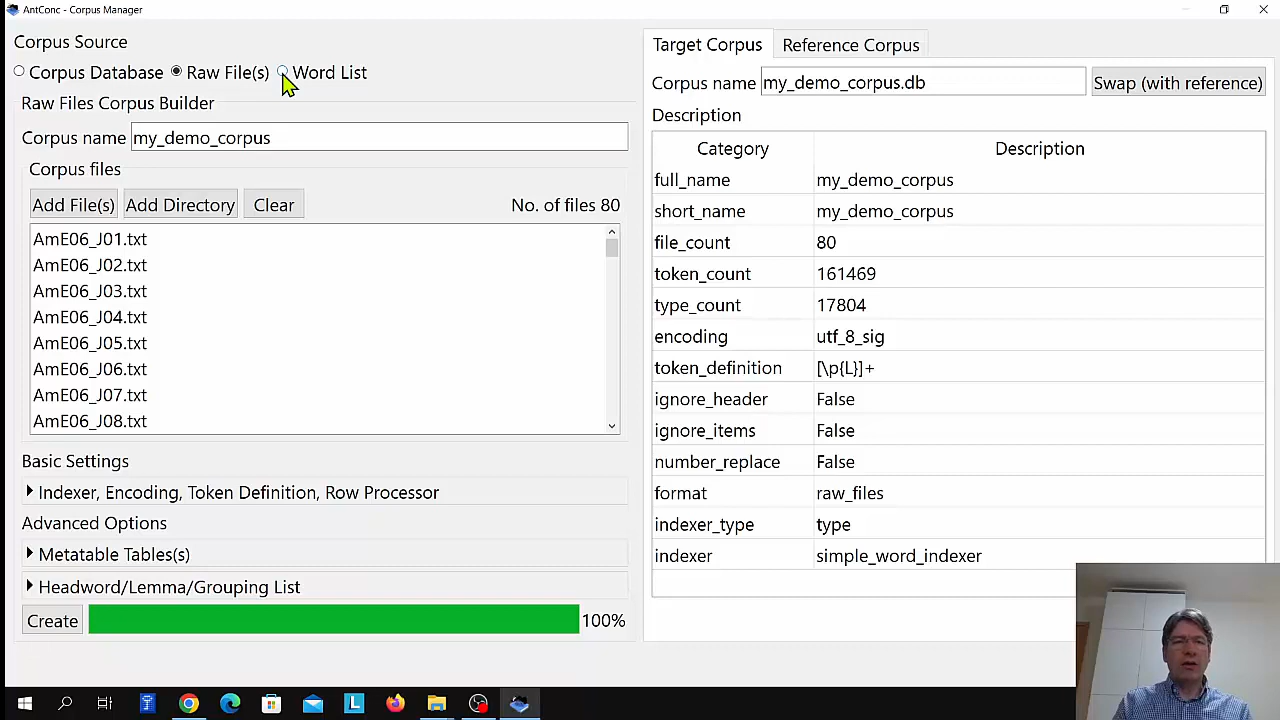 AntConc - Corpus Manager
Corpus Source
Corpus Database Raw File(s) Word List
Raw Files Corpus Builder
Corpus name my_demo_corpus
Corpus files
Add File(s) Add Directory Clear No. of files 80
AmE06_J01.txt
AmE06_J02.txt
AmE06_J03.txt
AmE06_J04.txt
AmE06_J05.txt
AmE06_J06.txt
AmE06_J07.txt
AmE06_J08.txt
Basic Settings
Indexer, Encoding, Token Definition, Row Processor
Advanced Options
Metatable Tables(s)
Headword/Lemma/Grouping List
Create 100%
Target Corpus Reference Corpus
Corpus name my_demo_corpus.db Swap (with reference)
Description
Category Description
full_name my_demo_corpus
short_name my_demo_corpus
file_count 80
token_count 161469
type_count 17804
encoding utf_8_sig
token_definition [\p{L}]+
ignore_header False
ignore_items False
number_replace False
format raw_files
indexer_type type
indexer simple_word_indexer
L